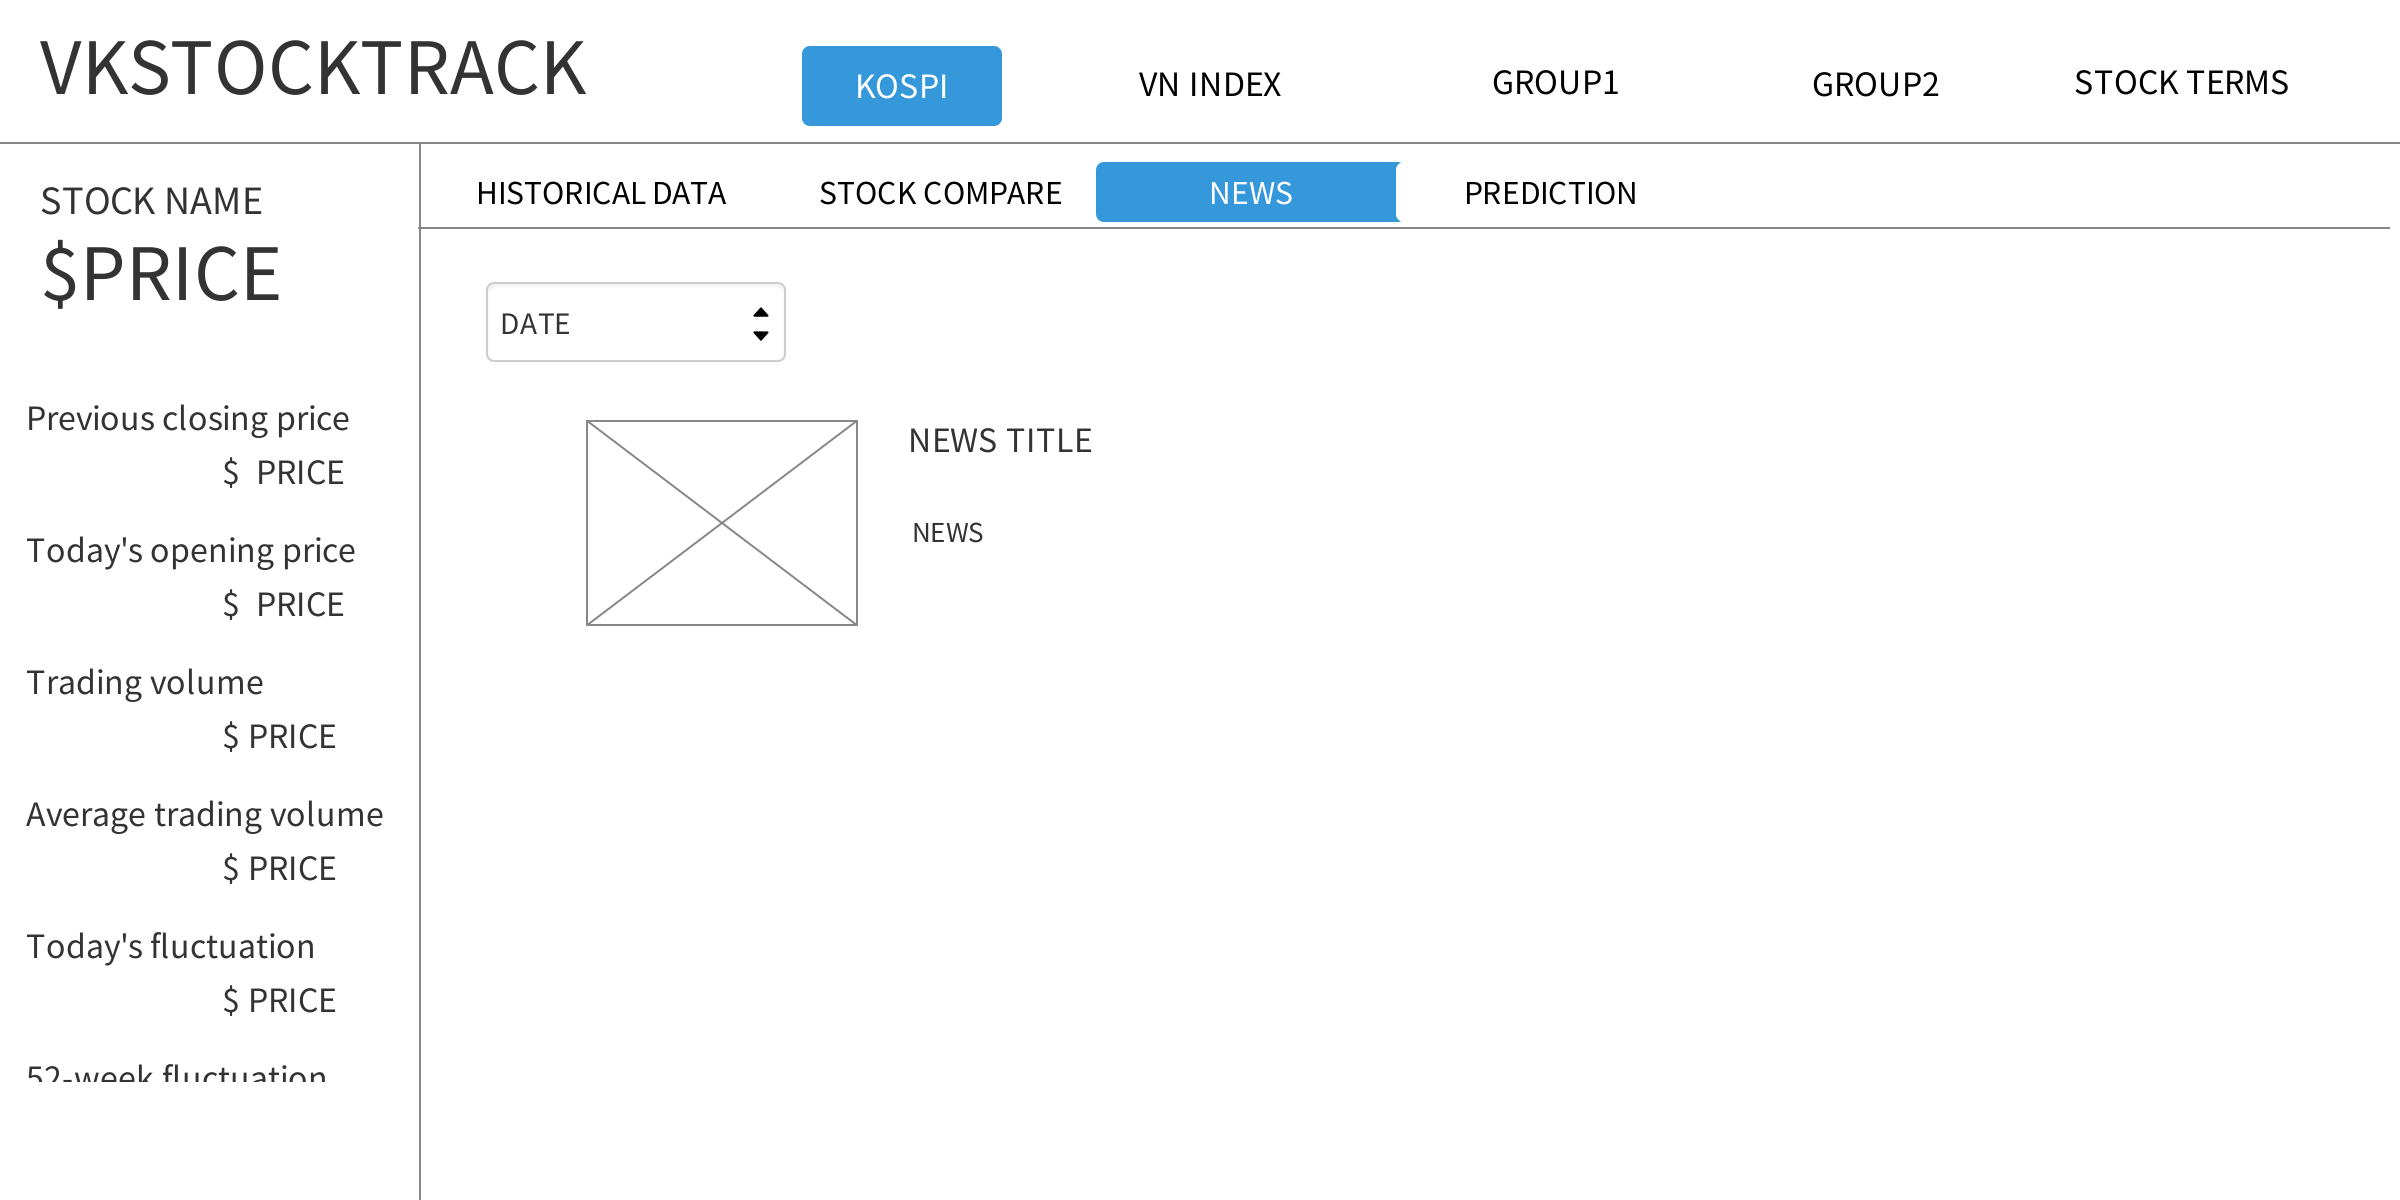 VKSTOCKTRACK
KOSPI
VN INDEX
GROUP1
GROUP2
STOCK TERMS
STOCK NAME
$PRICE
Previous closing price
$ PRICE
Today's opening price
$ PRICE
Trading volume
$ PRICE
Average trading volume
$ PRICE
Today's fluctuation
$ PRICE
52-week fluctuation
HISTORICAL DATA
STOCK COMPARE
NEWS
PREDICTION
DATE
NEWS TITLE
NEWS